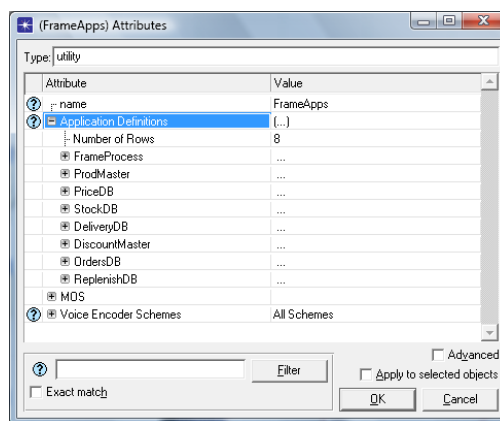 (FrameApps) Attributes
Type: utility
Attribute Value
name FrameApps
Application Definitions (...)
Number of Rows 8
FrameProcess ...
ProdMaster ...
PriceDB ...
StockDB ...
DeliveryDB ...
DiscountMaster ...
OrdersDB ...
ReplenishDB ...
MOS
Voice Encoder Schemes All Schemes
Advanced
Filter
Apply to selected objects
Exact match
OK Cancel